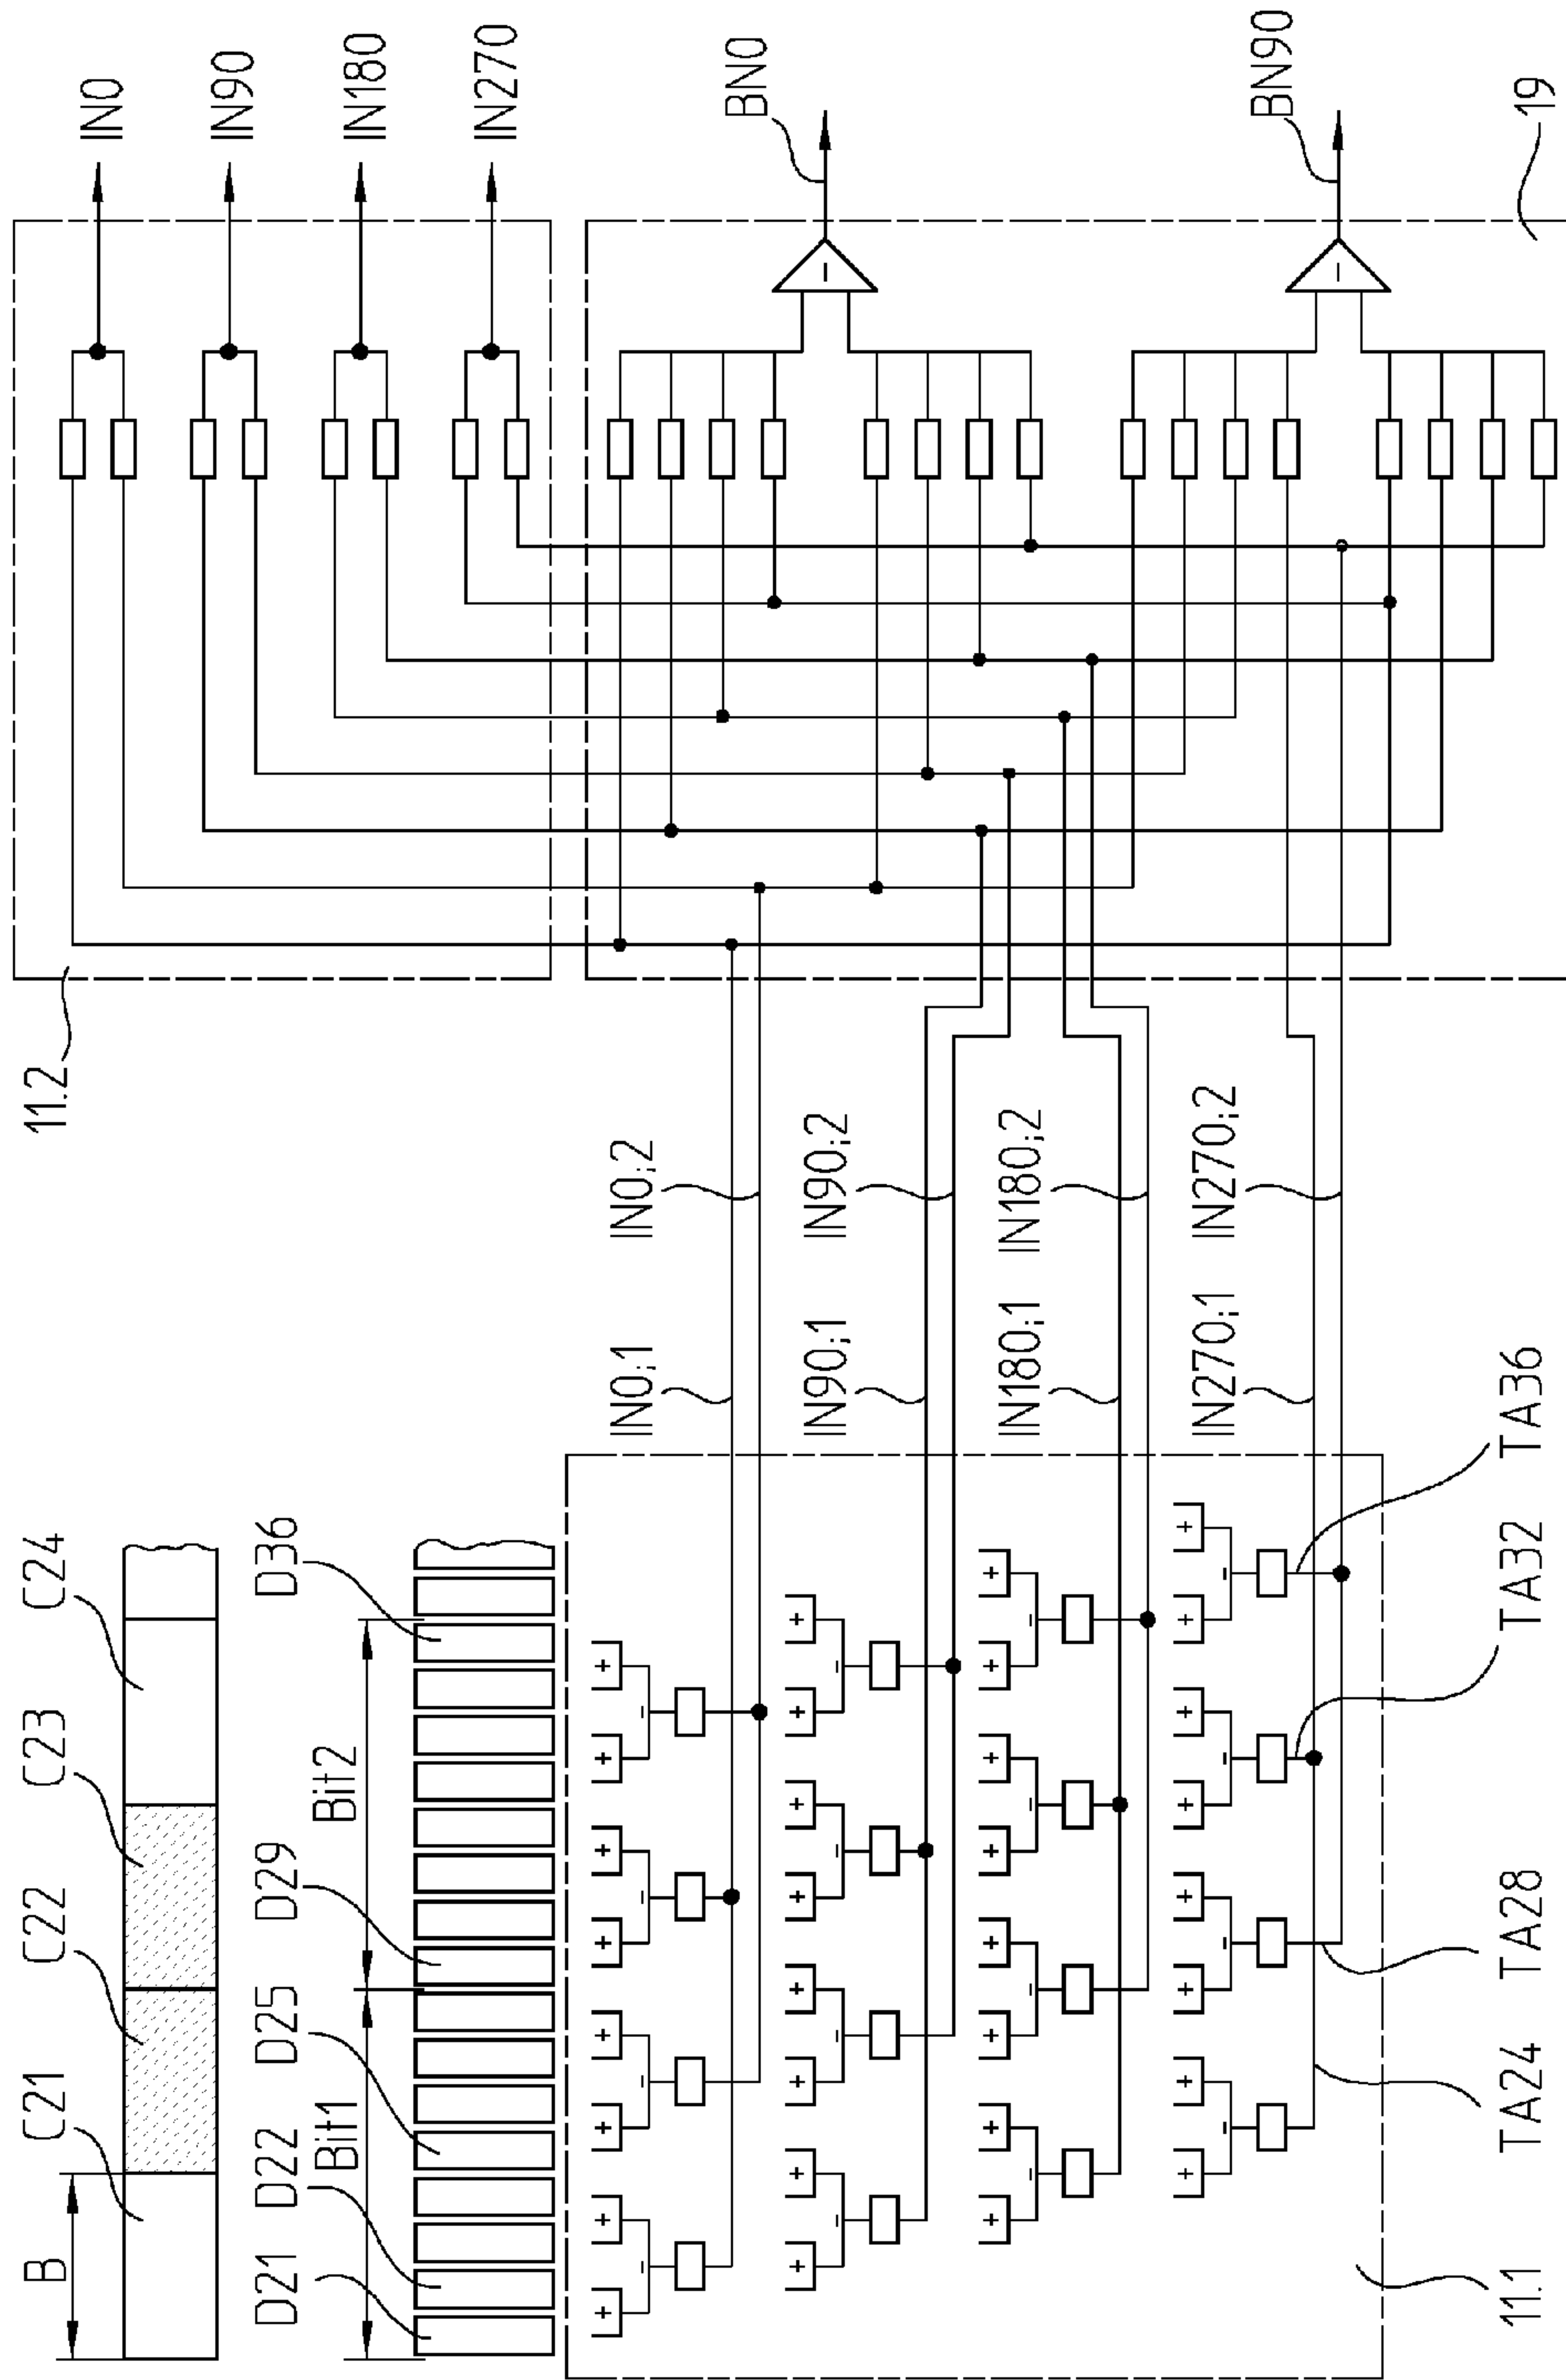 B
C21
C22
C23
C24
D21
D22
D25
D29
D36
Bit1
Bit2
11.2
IN0
IN90
IN180
IN270
BN0
BN90
19
IN0;1
IN0;2
IN90;1
IN90;2
IN180;1
IN180;2
IN270;1
IN270;2
+ + - + + - + + - + + -
+ + - + + - + + - + + -
+ + - + + - + + - + + -
+ + - + + - + + - + + -
-
-
11.1
TA24
TA28
TA32
TA36